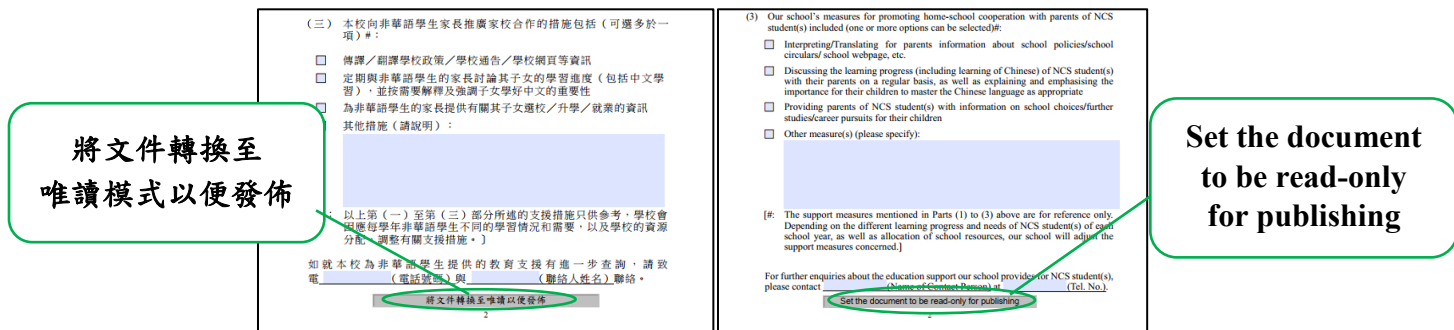 將文件轉換至
唯讀模式以便發佈
(三) 本校向非華語學生家長推廣家校合作的措施包括(可選多於一
項)#:
傳譯/翻譯學校政策/學校通告/學校網頁等資訊
定期與非華語學生的家長討論其子女的學習進度(包括中文學
習),並按需要解釋及強調子女學好中文的重要性
為非華語學生的家長提供有關其子女選校/升學/就業的資訊
其他措施(請說明):
: 以上第(一)至第(三)部分所述的支援措施只供參考,學校會
因應每學年非華語學生不同的學習情況和需要,以及學校的資源
分配,調整有關支援措施。]
如就本校為非華語學生提供的教育支援有進一步查詢,請致
電 (電話號碼)與 (聯絡人姓名)聯絡。
將文件轉換至唯讀以便發佈
2
(3) Our school's measures for promoting home-school cooperation with parents of NCS
student(s) included (one or more options can be selected)#:
Interpreting/Translating for parents information about school policies/school
circulars/ school webpage, etc.
Discussing the learning progress (including learning of Chinese) of NCS student(s)
with their parents on a regular basis, as well as explaining and emphasising the
importance for their children to master the Chinese language as appropriate
Providing parents of NCS student(s) with information on school choices/further
studies/career pursuits for their children
Other measure(s) (please specify):
[#: The support measures mentioned in Parts (1) to (3) above are for reference only.
Depending on the different learning progress and needs of NCS student(s) of each
school year, as well as allocation of school resources, our school will adjust the
support measures concerned.]
For further enquiries about the education support our school provides for NCS student(s),
please contact (Name of Contact Person) at (Tel. No.).
Set the document to be read-only for publishing
Set the document
to be read-only
for publishing